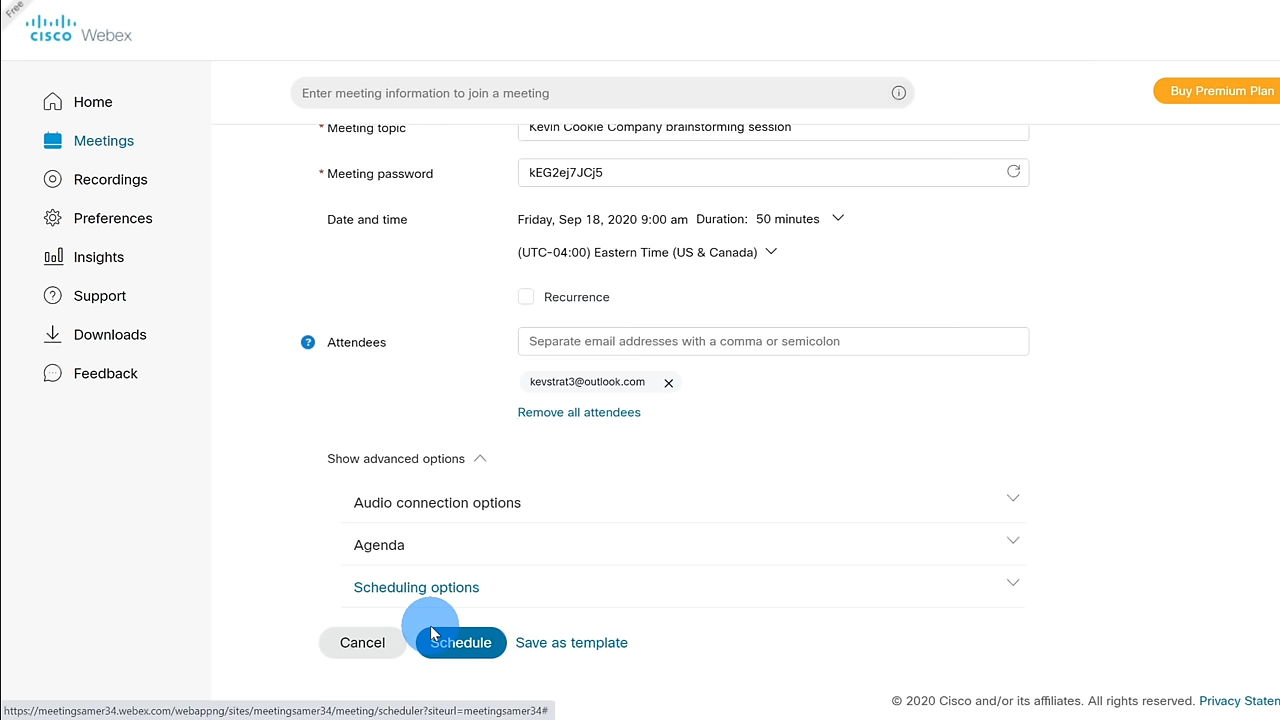 Free
CISCO Webex
Enter meeting information to join a meeting
Buy Premium Plan
Home
Meetings
Recordings
Preferences
Insights
Support
Downloads
Feedback
* Meeting topic
Kevin Cookie Company brainstorming session
* Meeting password
kEG2ej7JCj5
Date and time
Friday, Sep 18, 2020 9:00 am Duration: 50 minutes
(UTC-04:00) Eastern Time (US & Canada)
Recurrence
? Attendees
Separate email addresses with a comma or semicolon
kevstrat3@outlook.com
Remove all attendees
Show advanced options
Audio connection options
Agenda
Scheduling options
Cancel
Schedule
Save as template
https://meetingsamer34.webex.com/webappng/sites/meetingsamer34/meeting/scheduler?siteurl=meetingsamer34#
© 2020 Cisco and/or its affiliates. All rights reserved. Privacy Staten